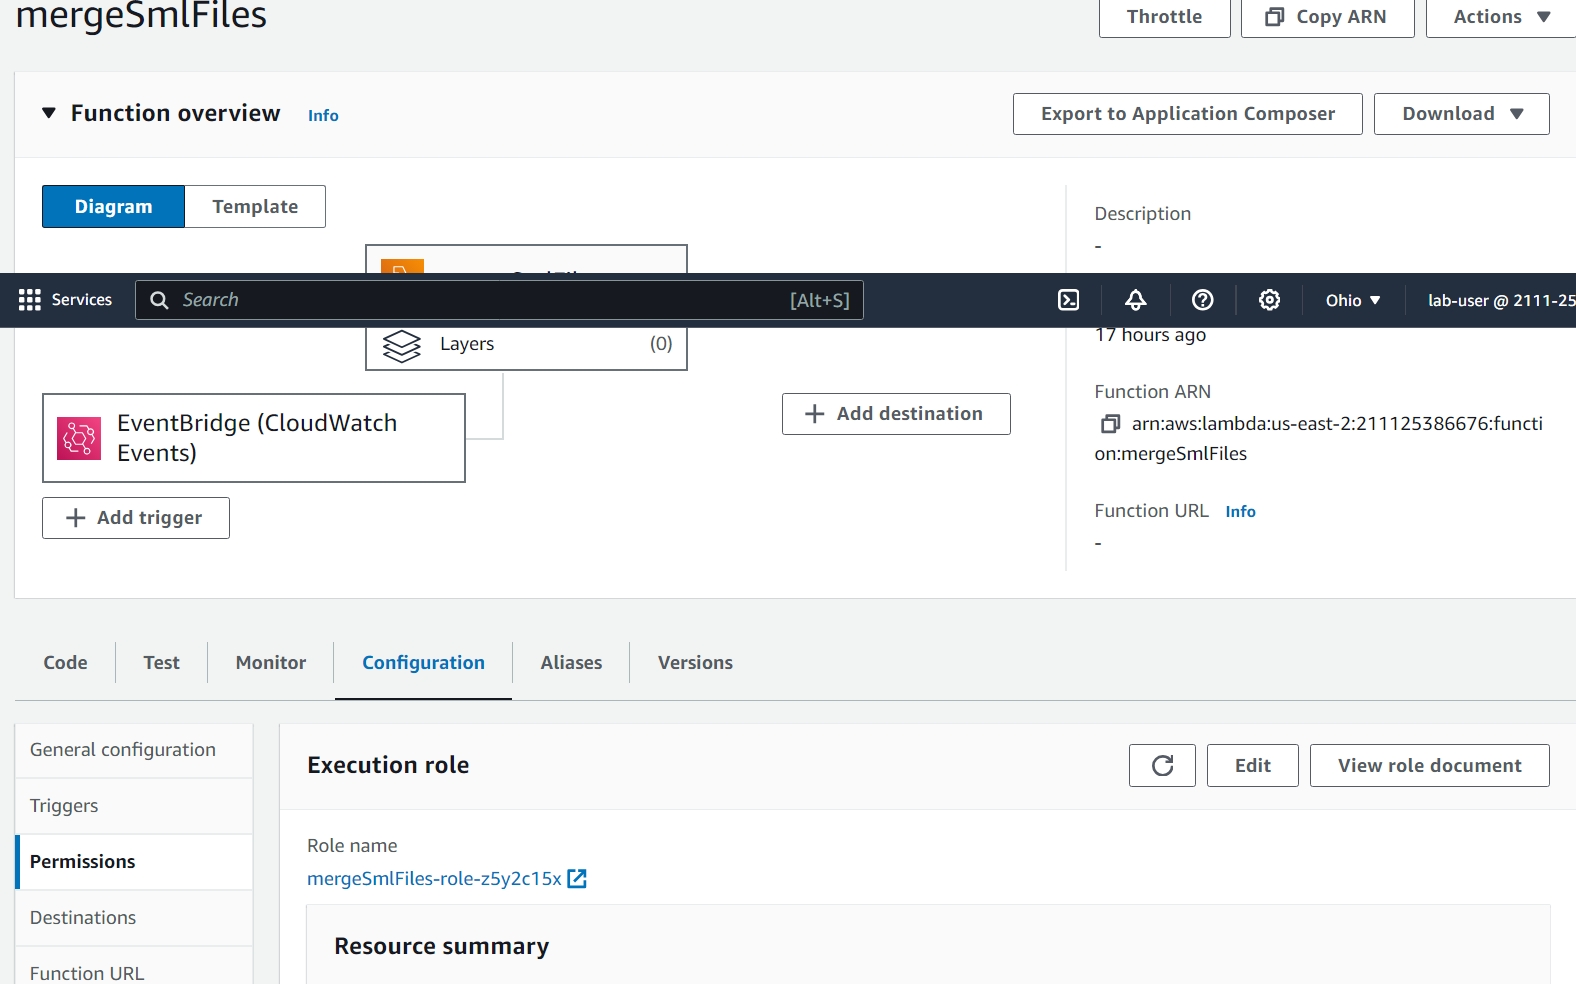 mergeSmlFiles
Throttle
Copy ARN
Actions
Function overview
Info
Export to Application Composer
Download
Diagram
Template
Description
-
Services
Search
[Alt+S]
Ohio
lab-user @ 2111-25
Layers
(0)
17 hours ago
EventBridge (CloudWatch
Events)
Add destination
Function ARN
arn:aws:lambda:us-east-2:211125386676:functi
on:mergeSmlFiles
Add trigger
Function URL
Info
-
Code
Test
Monitor
Configuration
Aliases
Versions
General configuration
Triggers
Permissions
Destinations
Function URL
Execution role
Edit
View role document
Role name
mergeSmlFiles-role-z5y2c15x
Resource summary